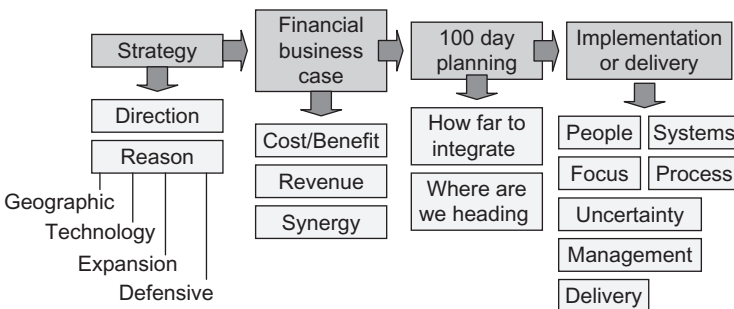 Strategy
Financial
business
case
100 day
planning
Implementation
or delivery
Direction
Reason
Geographic
Technology
Expansion
Defensive
Cost/Benefit
Revenue
Synergy
How far to
integrate
Where are
we heading
People
Systems
Focus
Process
Uncertainty
Management
Delivery